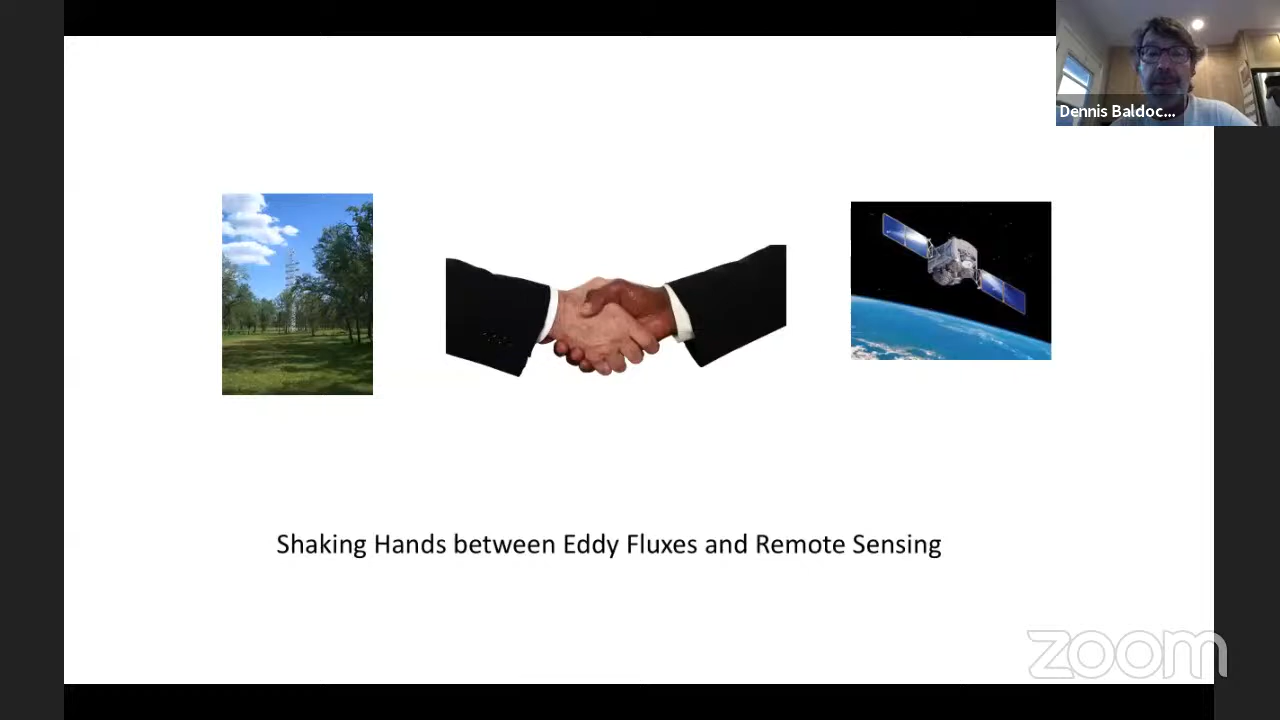 Dennis Baldoc...
Shaking Hands between Eddy Fluxes and Remote Sensing
zoom